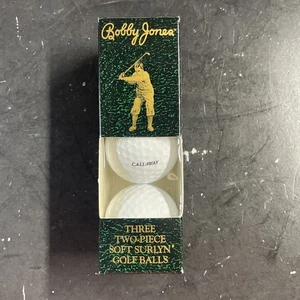 Bobby Jones
CALLAWAY
THREE
TWO-PIECE
SOFT SURLYN®
GOLF BALLS